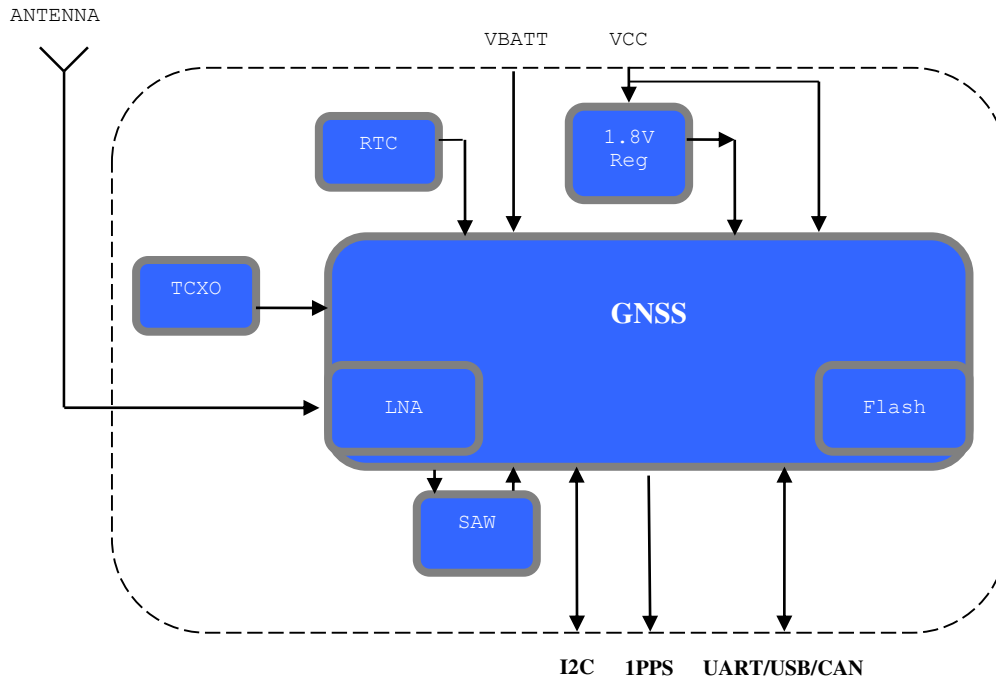 ANTENNA
VBATT VCC
RTC
1.8V
Reg
TCXO
GNSS
LNA
Flash
SAW
I2C 1PPS UART/USB/CAN